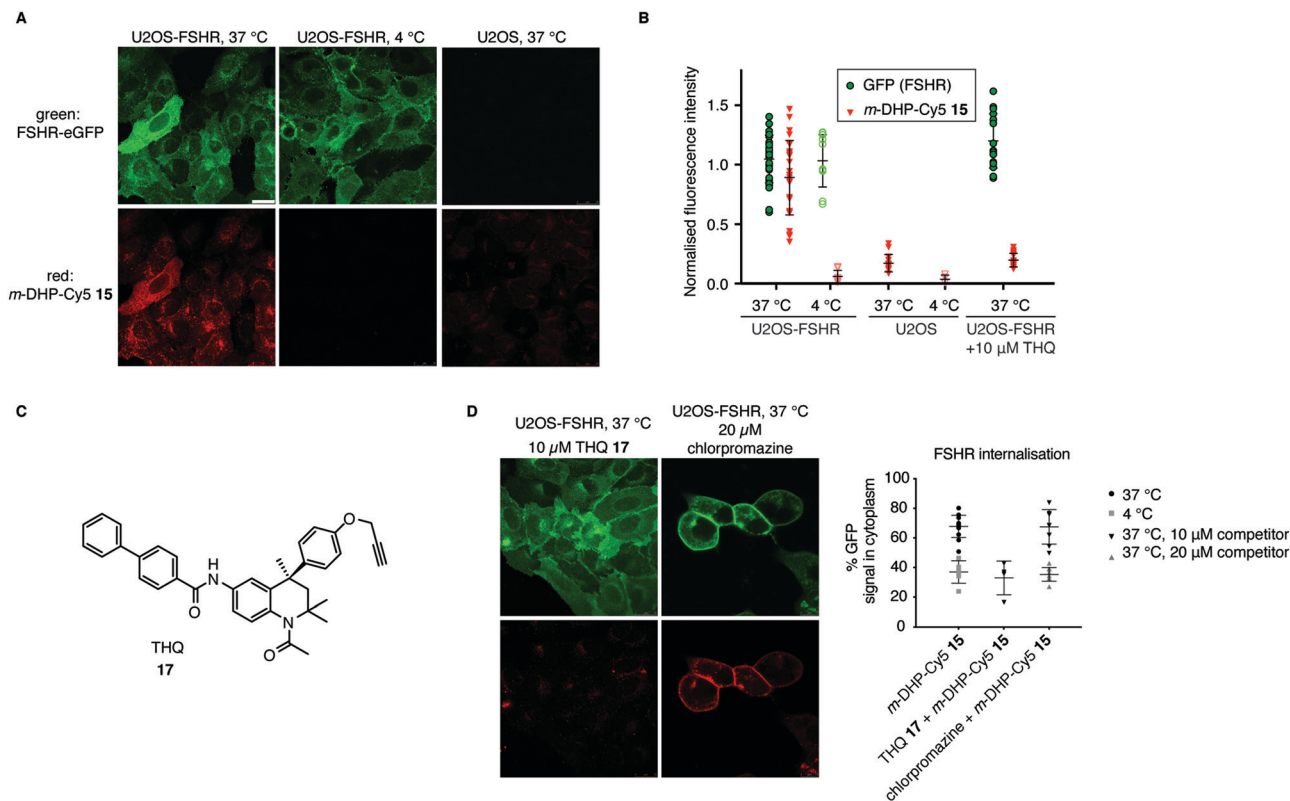 A
U2OS-FSHR, 37 °C
U2OS-FSHR, 4 °C
U2OS, 37 °C
green:
FSHR-eGFP
red:
m-DHP-Cy5 15
B
Normalised fluorescence intensity
1.5
1.0
0.5
0.0
GFP (FSHR)
m-DHP-Cy5 15
37 °C
4 °C
37 °C
4 °C
37 °C
U2OS-FSHR
U2OS
U2OS-FSHR
+10 µM THQ
C
O
H
N
O
N
O
THQ
17
D
U2OS-FSHR, 37 °C
10 µM THQ 17
U2OS-FSHR, 37 °C
20 µM
chlorpromazine
FSHR internalisation
% GFP
signal in cytoplasm
100
80
60
40
20
0
m-DHP-Cy5 15
THQ 17 + m-DHP-Cy5 15
chlorpromazine + m-DHP-Cy5 15
37 °C
4 °C
37 °C, 10 µM competitor
37 °C, 20 µM competitor